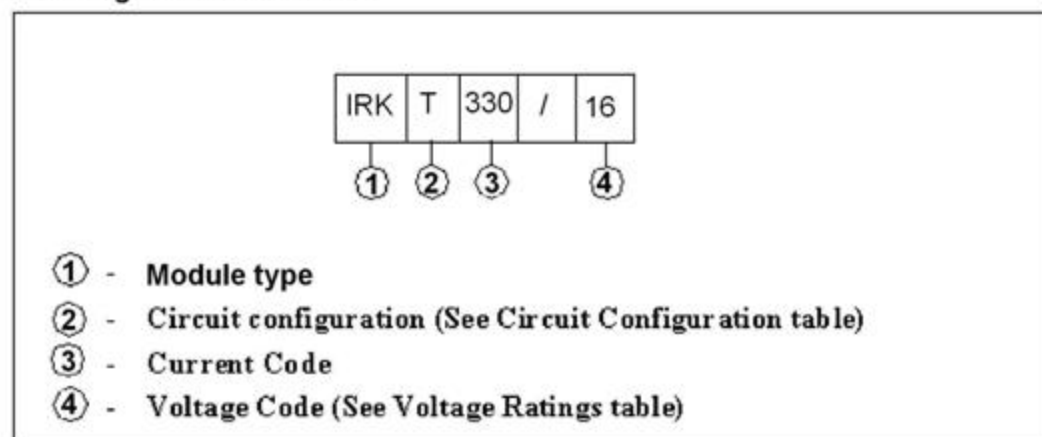 IRK T 330 / 16
1 2 3 4
1 - Module type
2 - Circuit configuration (See Circuit Configuration table)
3 - Current Code
4 - Voltage Code (See Voltage Ratings table)